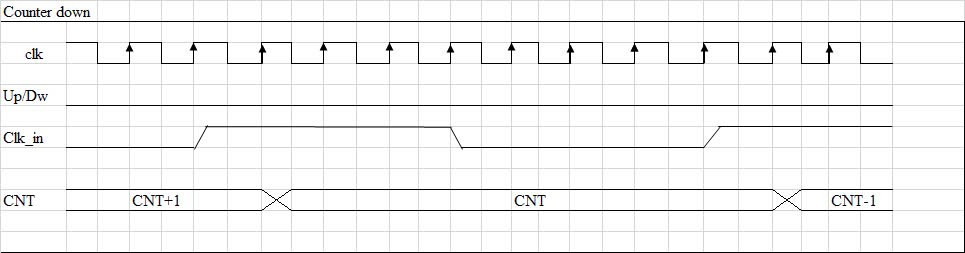 Counter down
clk
Up/Dw
Clk_in
CNT CNT+1 CNT CNT-1